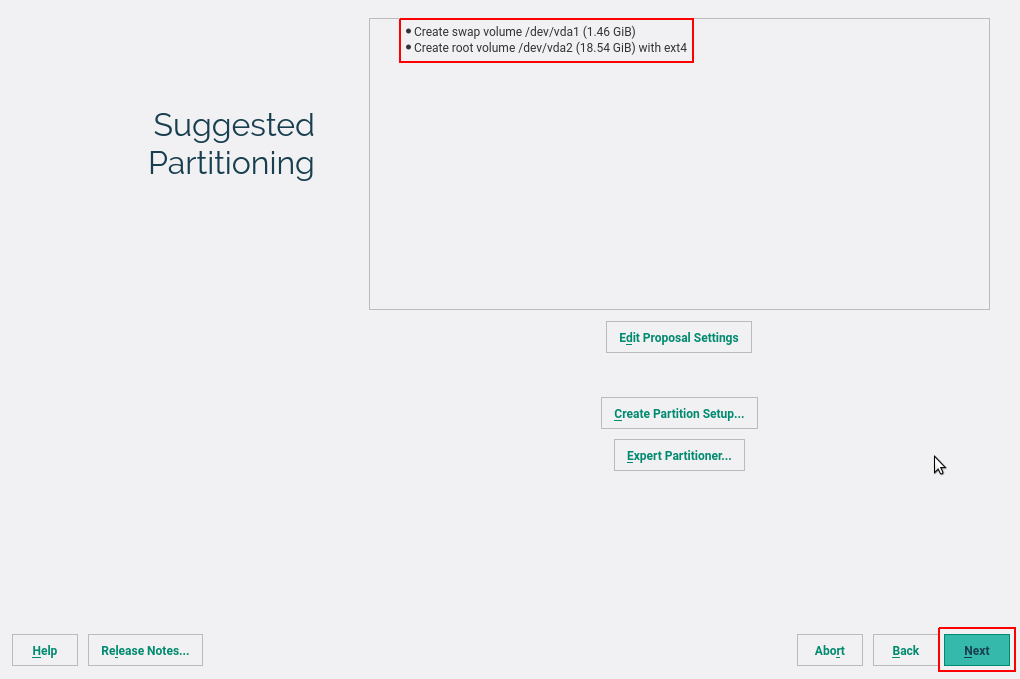 Suggested
Partitioning
Create swap volume /dev/vda1 (1.46 GiB)
Create root volume /dev/vda2 (18.54 GiB) with ext4
Edit Proposal Settings
Create Partition Setup...
Expert Partitioner...
Help
Release Notes...
Abort
Back
Next